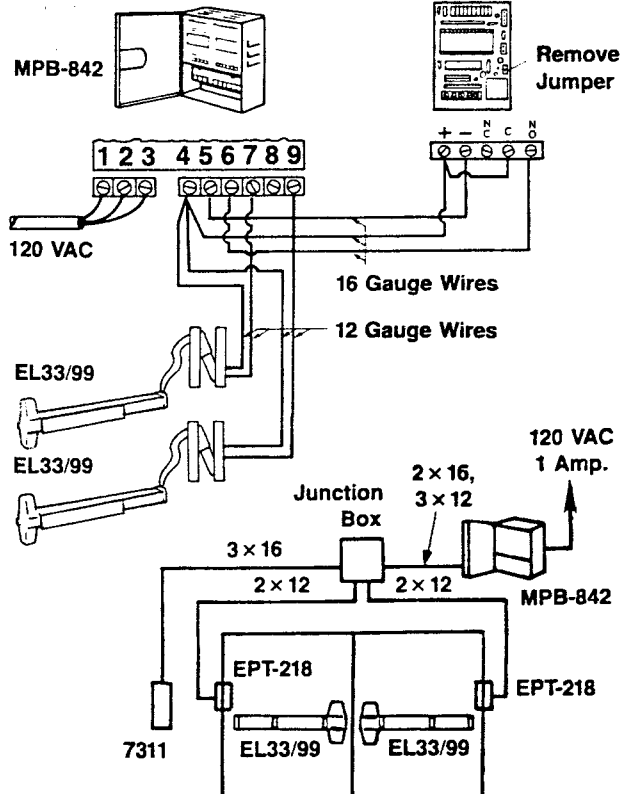 MPB-842
Remove
Jumper
+ − NC C NO
1 2 3 4 5 6 7 8 9
120 VAC
16 Gauge Wires
12 Gauge Wires
EL33/99
EL33/99
120 VAC
1 Amp.
2 × 16,
3 × 12
Junction
Box
3 × 16
2 × 12
2 × 12
MPB-842
EPT-218
EPT-218
7311
EL33/99
EL33/99